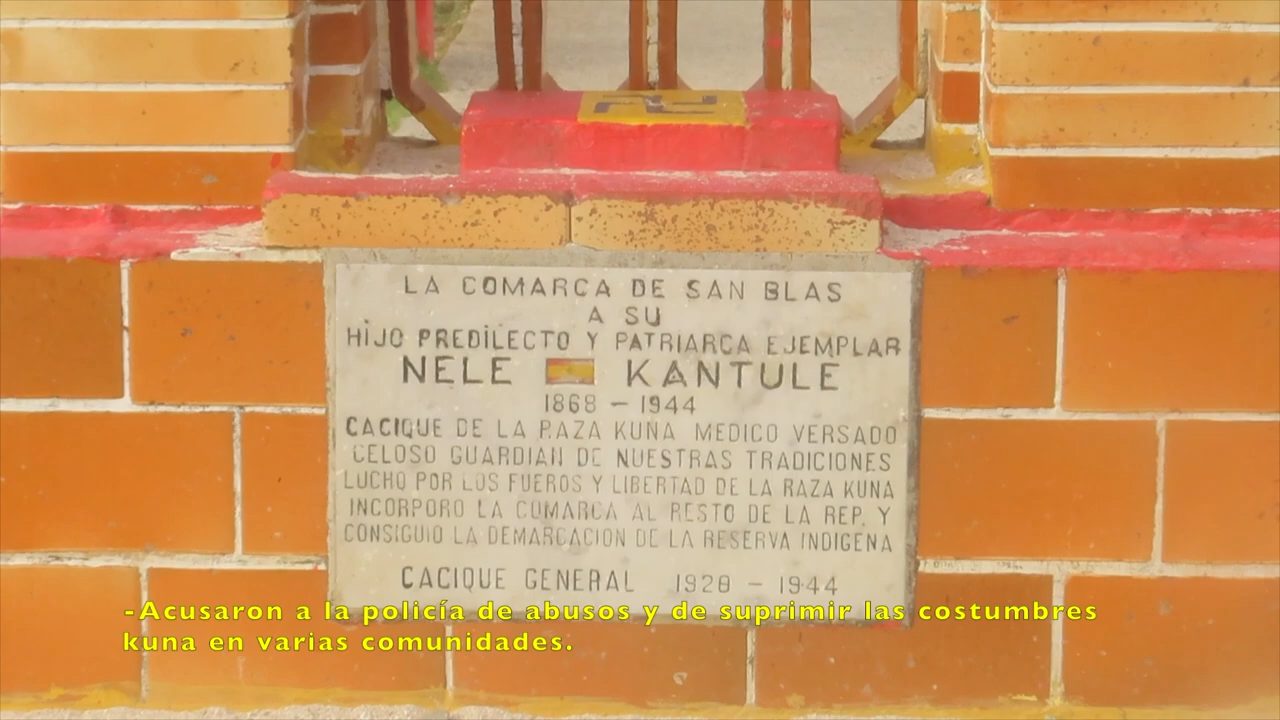 LA COMARCA DE SAN BLAS
A SU
HIJO PREDILECTO Y PATRIARCA EJEMPLAR
NELE KANTULE
1868 - 1944
CACIQUE DE LA RAZA KUNA MEDICO VERSADO
CELOSO GUARDIAN DE NUESTRAS TRADICIONES
LUCHO POR LOS FUEROS Y LIBERTAD DE LA RAZA KUNA
INCORPORO LA COMARCA AL RESTO DE LA REP. Y
CONSIGUIO LA DEMARCACION DE LA RESERVA INDIGENA
CACIQUE GENERAL 1928 - 1944
-Acusaron a la policía de abusos y de suprimir las costumbres
kuna en varias comunidades.